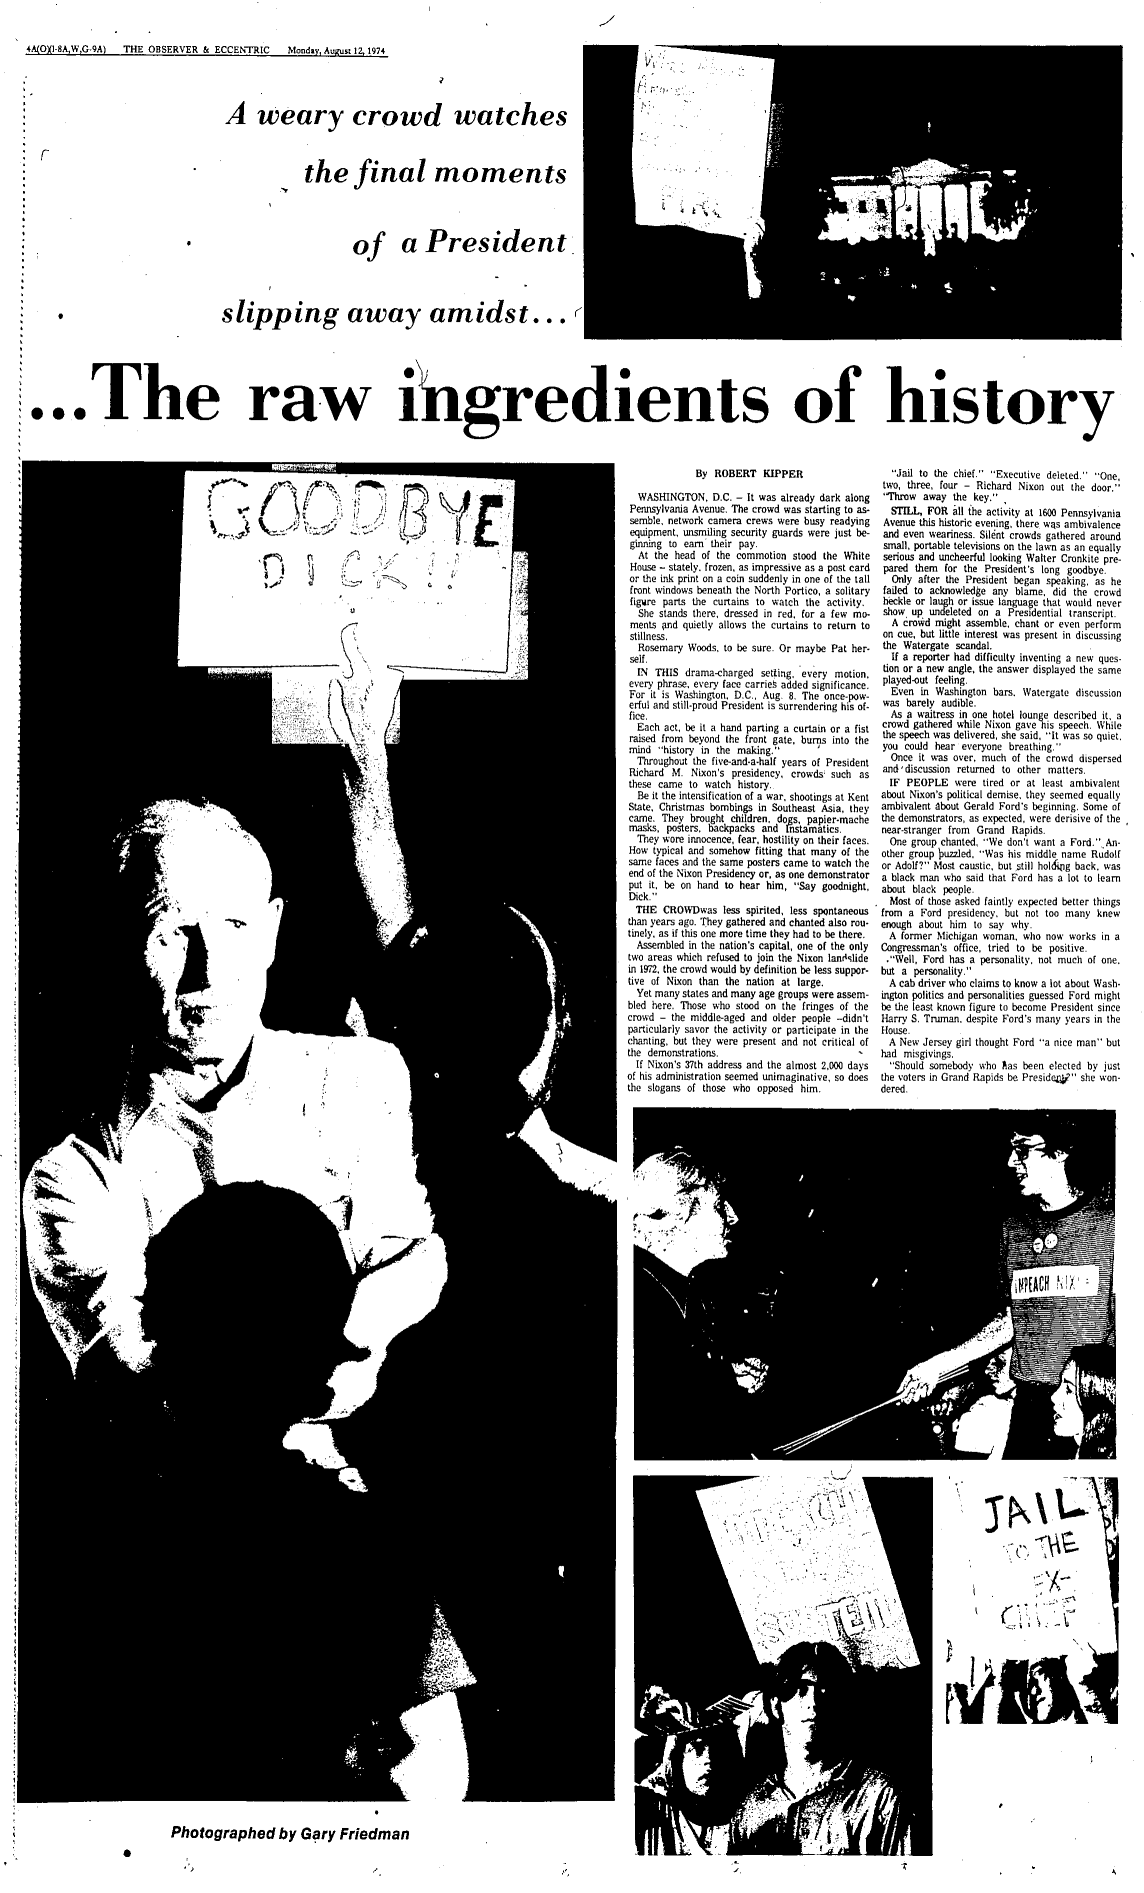 4A(O)(1-8A,W,G-9A) THE OBSERVER & ECCENTRIC Monday, August 12, 1974
A weary crowd watches
the final moments
of a President
slipping away amidst...
FIRE
...The raw ingredients of history
GOODBYE
DICK!!
By ROBERT KIPPER
WASHINGTON, D.C. – It was already dark along
Pennsylvania Avenue. The crowd was starting to as-
semble, network camera crews were busy readying
equipment, unsmiling security guards were just be-
ginning to earn their pay.
At the head of the commotion stood the White
House – stately, frozen, as impressive as a post card
or the ink print on a coin suddenly in one of the tall
front windows beneath the North Portico, a solitary
figure parts the curtains to watch the activity.
She stands there, dressed in red, for a few mo-
ments and quietly allows the curtains to return to
stillness.
Rosemary Woods, to be sure. Or maybe Pat her-
self.
IN THIS drama-charged setting, every motion,
every phrase, every face carries added significance.
For it is Washington, D.C., Aug. 8. The once-pow-
erful and still-proud President is surrendering his of-
fice.
Each act, be it a hand parting a curtain or a fist
raised from beyond the front gate, burns into the
mind "history in the making."
Throughout the five-and-a-half years of President
Richard M. Nixon's presidency, crowds such as
these came to watch history.
Be it the intensification of a war, shootings at Kent
State, Christmas bombings in Southeast Asia, they
came. They brought children, dogs, papier-mache
masks, posters, backpacks and Instamatics.
They wore innocence, fear, hostility on their faces.
How typical and somehow fitting that many of the
same faces and the same posters came to watch the
end of the Nixon Presidency or, as one demonstrator
put it, be on hand to hear him, "Say goodnight,
Dick."
THE CROWDwas less spirited, less spontaneous
than years ago. They gathered and chanted also rou-
tinely, as if this one more time they had to be there.
Assembled in the nation's capital, one of the only
two areas which refused to join the Nixon landslide
in 1972, the crowd would by definition be less suppor-
tive of Nixon than the nation at large.
Yet many states and many age groups were assem-
bled here. Those who stood on the fringes of the
crowd – the middle-aged and older people –didn't
particularly savor the activity or participate in the
chanting, but they were present and not critical of
the demonstrations.
If Nixon's 37th address and the almost 2,000 days
of his administration seemed unimaginative, so does
the slogans of those who opposed him.
"Jail to the chief." "Executive deleted." "One,
two, three, four – Richard Nixon out the door."
"Throw away the key."
STILL, FOR all the activity at 1600 Pennsylvania
Avenue this historic evening, there was ambivalence
and even weariness. Silent crowds gathered around
small, portable televisions on the lawn as an equally
serious and uncheerful looking Walter Cronkite pre-
pared them for the President's long goodbye.
Only after the President began speaking, as he
failed to acknowledge any blame, did the crowd
heckle or laugh or issue language that would never
show up undeleted on a Presidential transcript.
A crowd might assemble, chant or even perform
on cue, but little interest was present in discussing
the Watergate scandal.
If a reporter had difficulty inventing a new ques-
tion or a new angle, the answer displayed the same
played-out feeling.
Even in Washington bars, Watergate discussion
was barely audible.
As a waitress in one hotel lounge described it, a
crowd gathered while Nixon gave his speech. While
the speech was delivered, she said, "It was so quiet,
you could hear everyone breathing."
Once it was over, much of the crowd dispersed
and discussion returned to other matters.
IF PEOPLE were tired or at least ambivalent
about Nixon's political demise, they seemed equally
ambivalent about Gerald Ford's beginning. Some of
the demonstrators, as expected, were derisive of the
near-stranger from Grand Rapids.
One group chanted, "We don't want a Ford." An-
other group puzzled, "Was his middle name Rudolf
or Adolf?" Most caustic, but still holding back, was
a black man who said that Ford has a lot to learn
about black people.
Most of those asked faintly expected better things
from a Ford presidency, but not too many knew
enough about him to say why.
A former Michigan woman, who now works in a
Congressman's office, tried to be positive.
"Well, Ford has a personality, not much of one,
but a personality."
A cab driver who claims to know a lot about Wash-
ington politics and personalities guessed Ford might
be the least known figure to become President since
Harry S. Truman, despite Ford's many years in the
House.
A New Jersey girl thought Ford "a nice man" but
had misgivings.
"Should somebody who has been elected by just
the voters in Grand Rapids be President?" she won-
dered.
IMPEACH NIXON
SYSTEM
JAIL
TO THE
EX-
CHIEF
Photographed by Gary Friedman